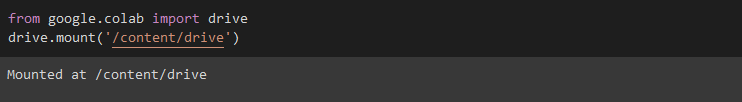 from google.colab import drive
drive.mount('/content/drive')
Mounted at /content/drive